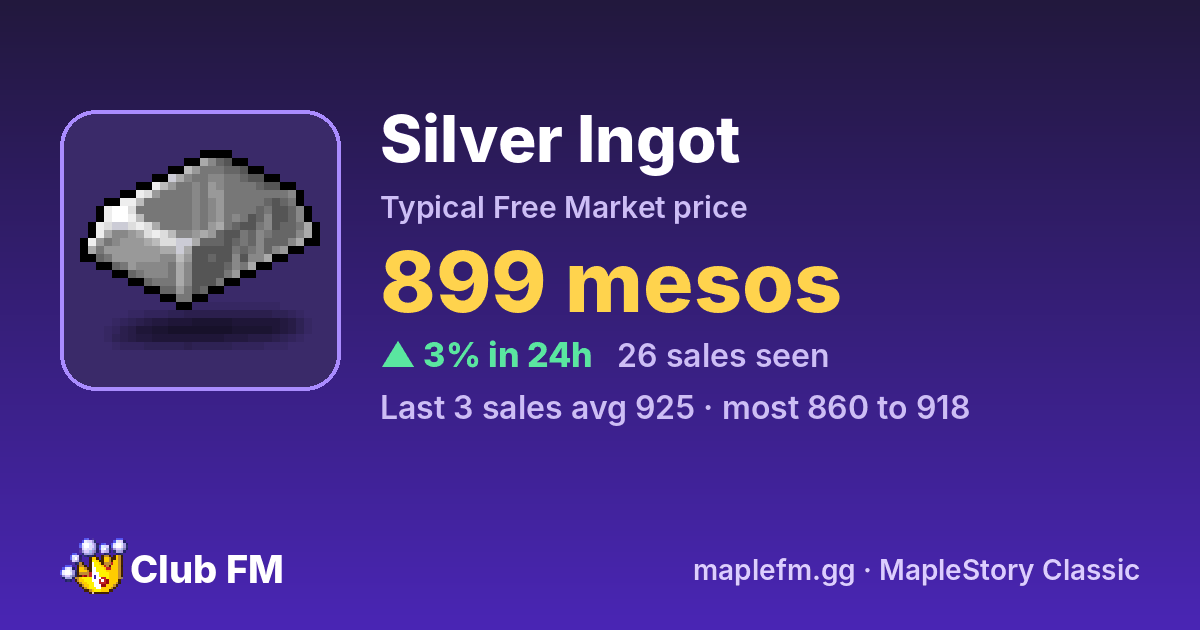 Silver Ingot
Typical Free Market price
899 mesos
▲ 3% in 24h 26 sales seen
Last 3 sales avg 925 · most 860 to 918
Club FM
maplefm.gg · MapleStory Classic